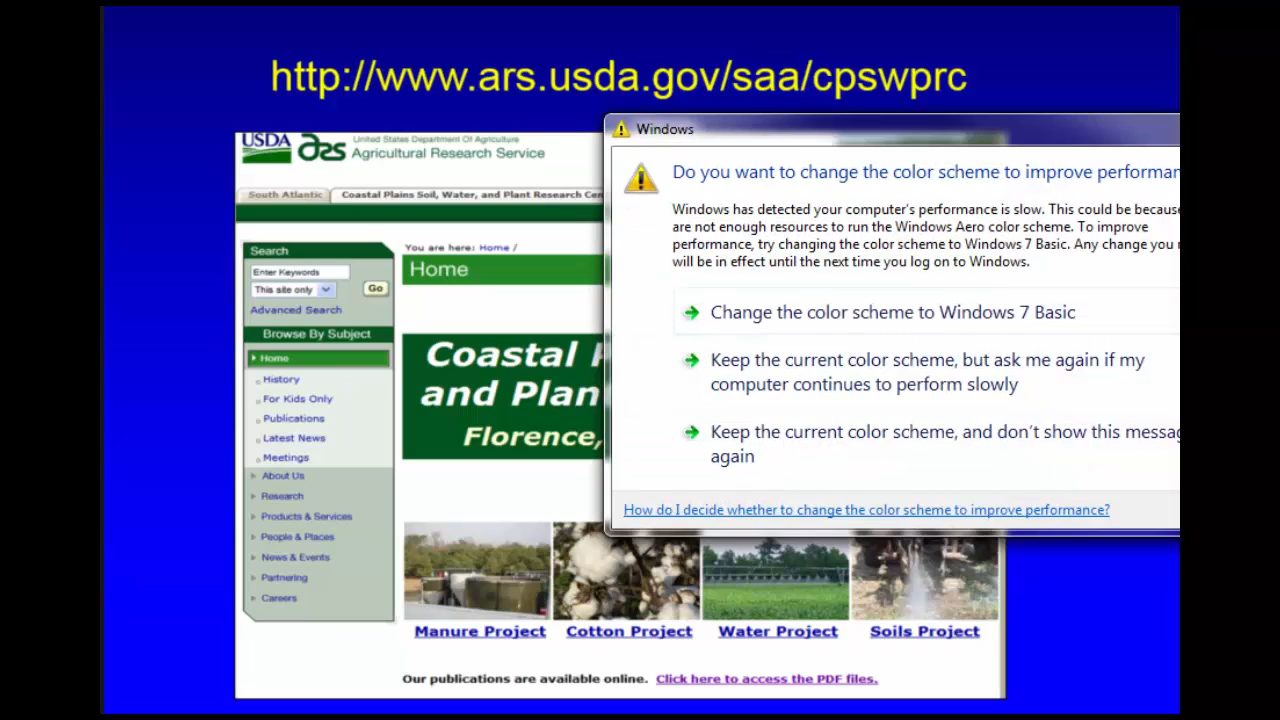 http://www.ars.usda.gov/saa/cpswprc
USDA ars
United States Department Of Agriculture
Agricultural Research Service
South Atlantic
Coastal Plains Soil, Water, and Plant Research Cen
Search
Enter Keywords
This site only
Go
Advanced Search
Browse By Subject
Home
History
For Kids Only
Publications
Latest News
Meetings
About Us
Research
Products & Services
People & Places
News & Events
Partnering
Careers
You are here: Home /
Home
Coastal P
and Plan
Florence,
Windows
Do you want to change the color scheme to improve performan
Windows has detected your computer's performance is slow. This could be because
are not enough resources to run the Windows Aero color scheme. To improve
performance, try changing the color scheme to Windows 7 Basic. Any change you
will be in effect until the next time you log on to Windows.
Change the color scheme to Windows 7 Basic
Keep the current color scheme, but ask me again if my
computer continues to perform slowly
Keep the current color scheme, and don't show this messag
again
How do I decide whether to change the color scheme to improve performance?
Manure Project Cotton Project Water Project Soils Project
Our publications are available online. Click here to access the PDF files.